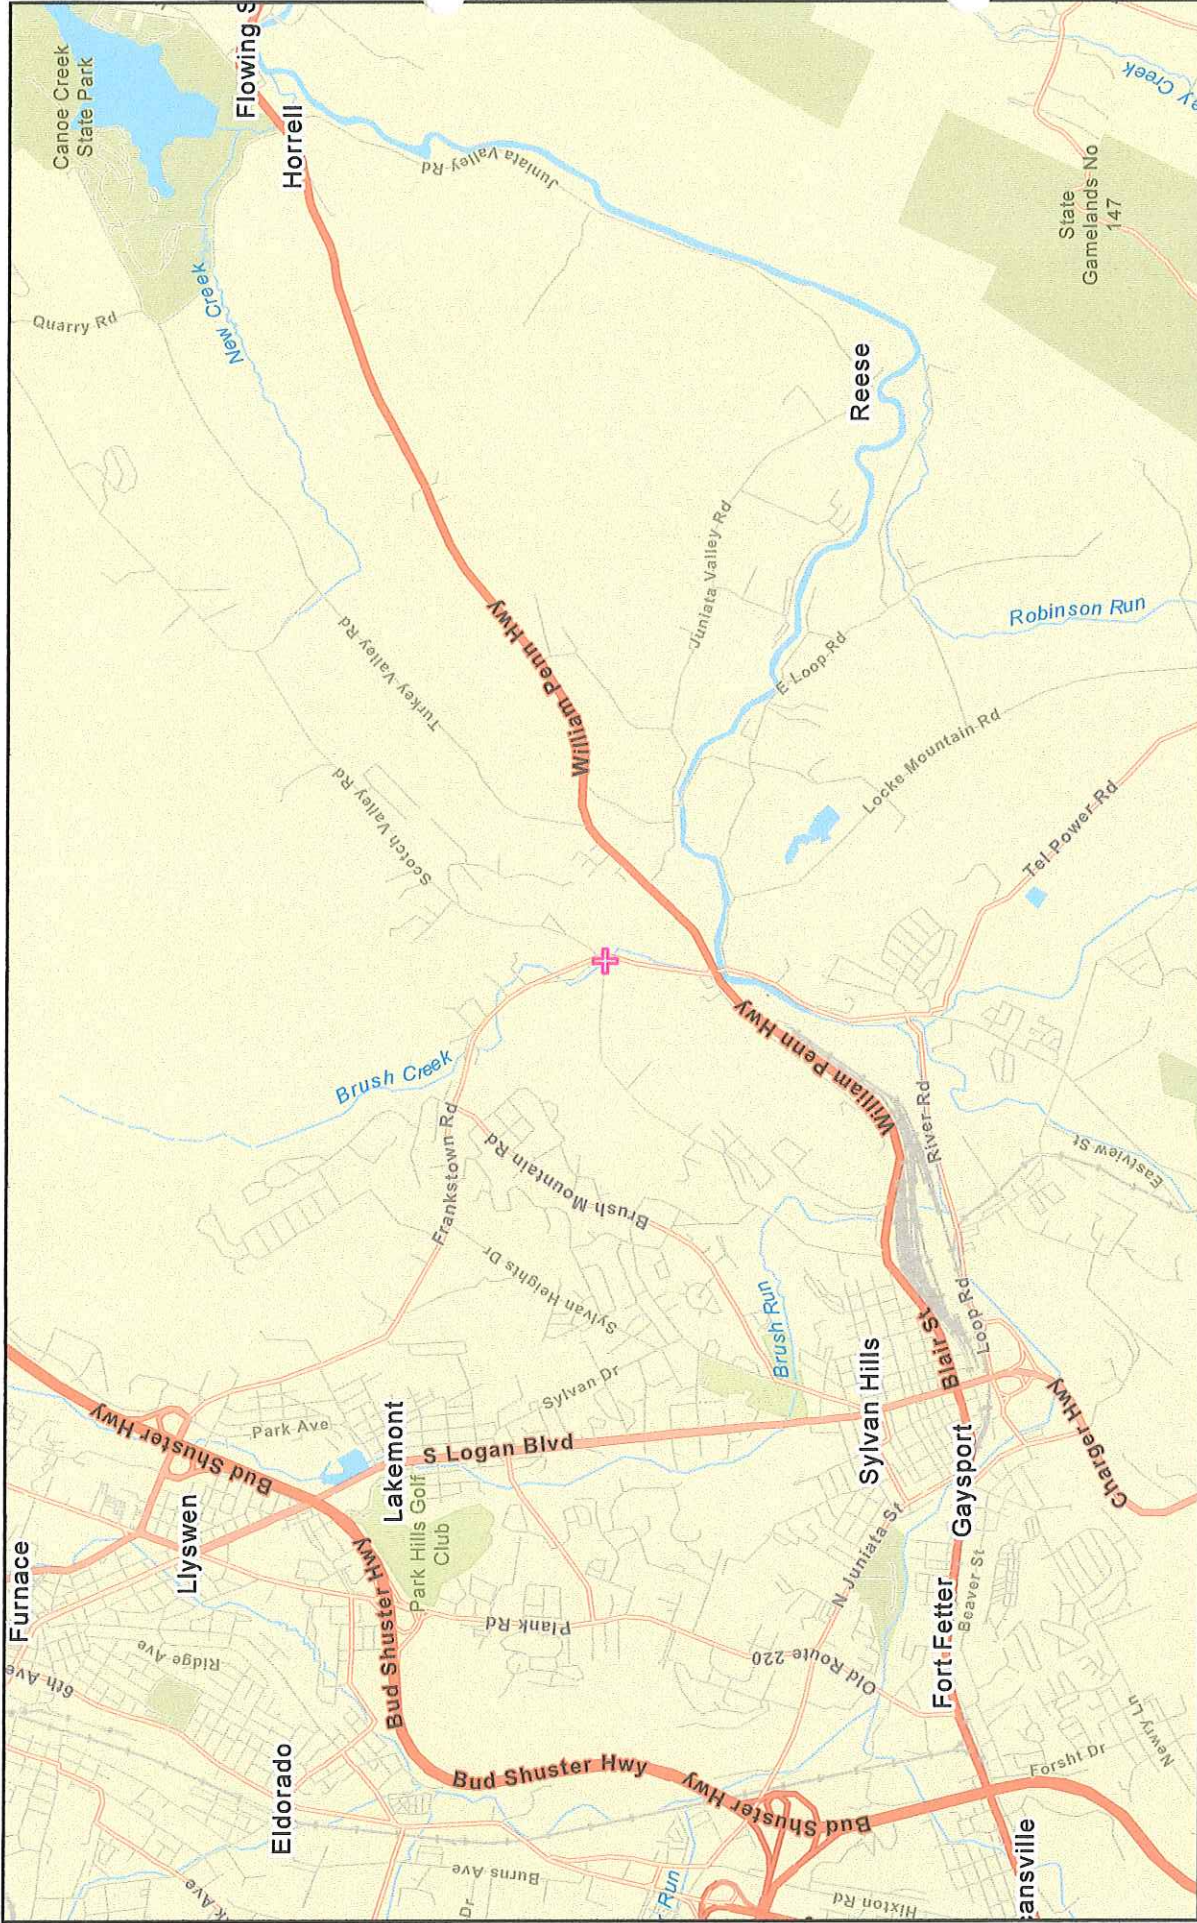 Canoe Creek
State Park
Flowing S
Horrell
Quarry Rd
New Creek
Juniata Valley Rd
State
Gamelands No
147
ay Creek
Reese
Turkey Valley Rd
Scotch Valley Rd
William Penn Hwy
Juniata Valley Rd
E Loop Rd
Robinson Run
Locke Mountain Rd
Tel Power Rd
William Penn Hwy
Brush Creek
Frankstown Rd
Brush Mountain Rd
River Rd
Eastview St
Sylvan Heights Dr
Sylvan Dr
Brush Run
Sylvan Hills
Blair St
Loop Rd
Charger Hwy
Bud Shuster Hwy
Park Ave
Lakemont
S Logan Blvd
Park Hills Golf
Club
Gaysport
N Juniata St
Furnace
Llyswen
Bud Shuster Hwy
Plank Rd
Old Route 220
Fort Fetter
Beaver St
6th Ave
Ridge Ave
Eldorado
Bud Shuster Hwy
Bud Shuster Hwy
Forsht Dr
Newry Ln
Burns Ave
k Ave
Dr
Run
Hixton Rd
ansville